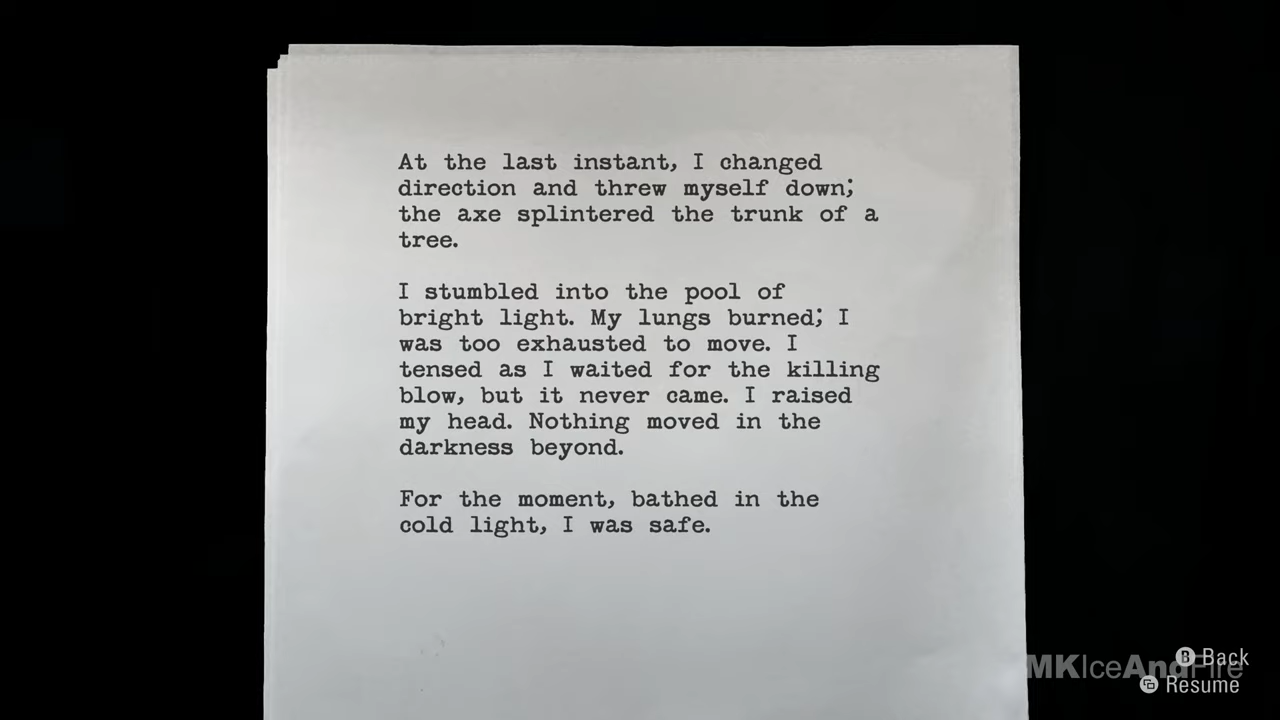 At the last instant, I changed
direction and threw myself down;
the axe splintered the trunk of a
tree.
I stumbled into the pool of
bright light. My lungs burned; I
was too exhausted to move. I
tensed as I waited for the killing
blow, but it never came. I raised
my head. Nothing moved in the
darkness beyond.
For the moment, bathed in the
cold light, I was safe.
MKIceAndFire
B Back
Resume